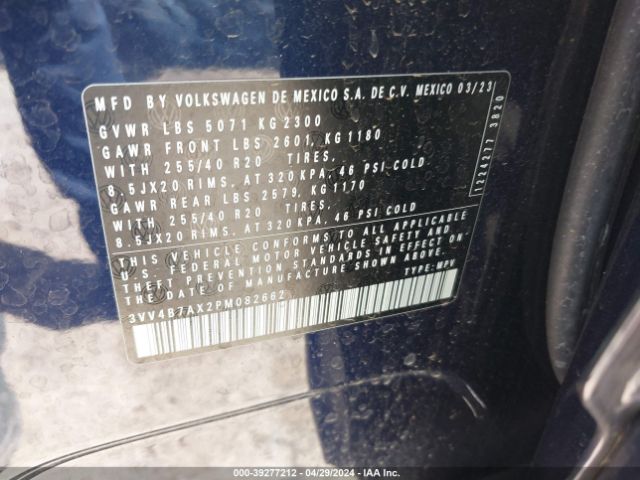 MFD BY VOLKSWAGEN DE MEXICO S.A. DE C.V. MEXICO 03/23
GVWR LBS 5071 KG 2300
GAWR FRONT LBS 2601, KG 1180
WITH 255/40 R20 TIRES,
8.5JX20 RIMS, AT 320 KPA, 46 PSI COLD
GAWR REAR LBS 2579, KG 1170
WITH 255/40 R20 TIRES,
8.5JX20 RIMS, AT 320 KPA, 46 PSI COLD
THIS VEHICLE CONFORMS TO ALL APPLICABLE
U.S. FEDERAL MOTOR VEHICLE SAFETY AND
THEFT PREVENTION STANDARDS IN EFFECT ON
THE DATE OF MANUFACTURE SHOWN ABOVE.
TYPE: MPV
3VV4B7AX2PM082662
1224277 3820
000-39277212 - 04/29/2024 - IAA Inc.